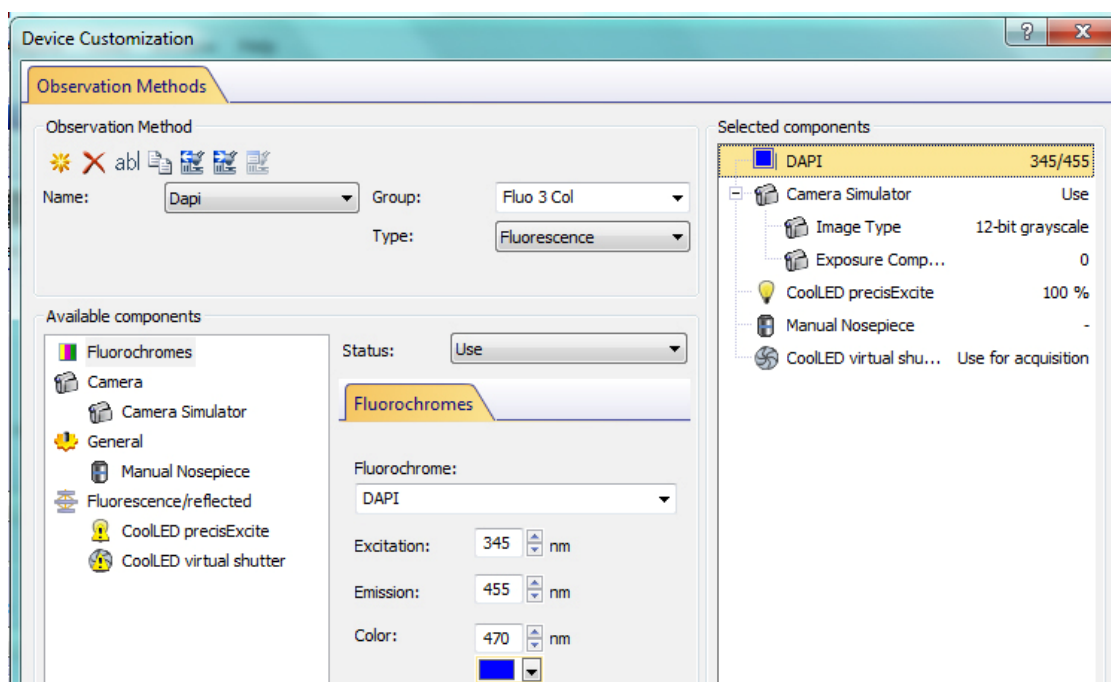 Device Customization
Observation Methods
Observation Method
abl
Name: Dapi Group: Fluo 3 Col
Type: Fluorescence
Available components
Fluorochromes
Camera
Camera Simulator
General
Manual Nosepiece
Fluorescence/reflected
CoolLED precisExcite
CoolLED virtual shutter
Status: Use
Fluorochromes
Fluorochrome:
DAPI
Excitation: 345 nm
Emission: 455 nm
Color: 470 nm
Selected components
DAPI 345/455
Camera Simulator Use
Image Type 12-bit grayscale
Exposure Comp... 0
CoolLED precisExcite 100 %
Manual Nosepiece -
CoolLED virtual shu... Use for acquisition